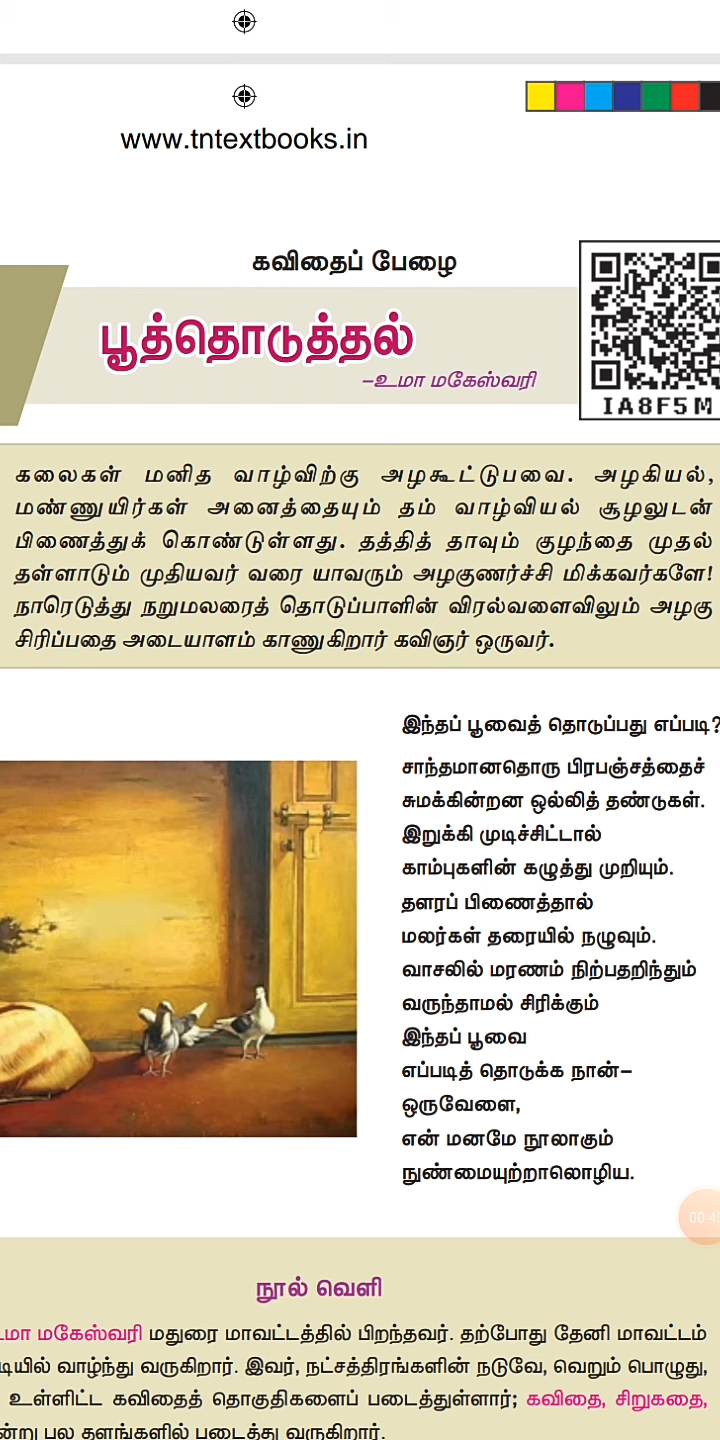 www.tntextbooks.in
கவிதைப் பேழை
பூத்தொடுத்தல்
–உமா மகேஸ்வரி
IA8F5M
கலைகள் மனித வாழ்விற்கு அழகூட்டுபவை. அழகியல்,
மண்ணுயிர்கள் அனைத்தையும் தம் வாழ்வியல் சூழலுடன்
பிணைத்துக் கொண்டுள்ளது. தத்தித் தாவும் குழந்தை முதல்
தள்ளாடும் முதியவர் வரை யாவரும் அழகுணர்ச்சி மிக்கவர்களே!
நாரெடுத்து நறுமலரைத் தொடுப்பாளின் விரல்வளைவிலும் அழகு
சிரிப்பதை அடையாளம் காணுகிறார் கவிஞர் ஒருவர்.
இந்தப் பூவைத் தொடுப்பது எப்படி?
சாந்தமானதொரு பிரபஞ்சத்தைச்
சுமக்கின்றன ஒல்லித் தண்டுகள்.
இறுக்கி முடிச்சிட்டால்
காம்புகளின் கழுத்து முறியும்.
தளரப் பிணைத்தால்
மலர்கள் தரையில் நழுவும்.
வாசலில் மரணம் நிற்பதறிந்தும்
வருந்தாமல் சிரிக்கும்
இந்தப் பூவை
எப்படித் தொடுக்க நான்–
ஒருவேளை,
என் மனமே நூலாகும்
நுண்மையுற்றாலொழிய.
நூல் வெளி
மகேஸ்வரி மதுரை மாவட்டத்தில் பிறந்தவர். தற்போது தேனி மாவட்டம்
வாழ்ந்து வருகிறார். இவர், நட்சத்திரங்களின் நடுவே, வெறும் பொழுது,
உள்ளிட்ட கவிதைத் தொகுதிகளைப் படைத்துள்ளார்; கவிதை, சிறுகதை,
பல தளங்களில் படைத்து வருகிறார்.